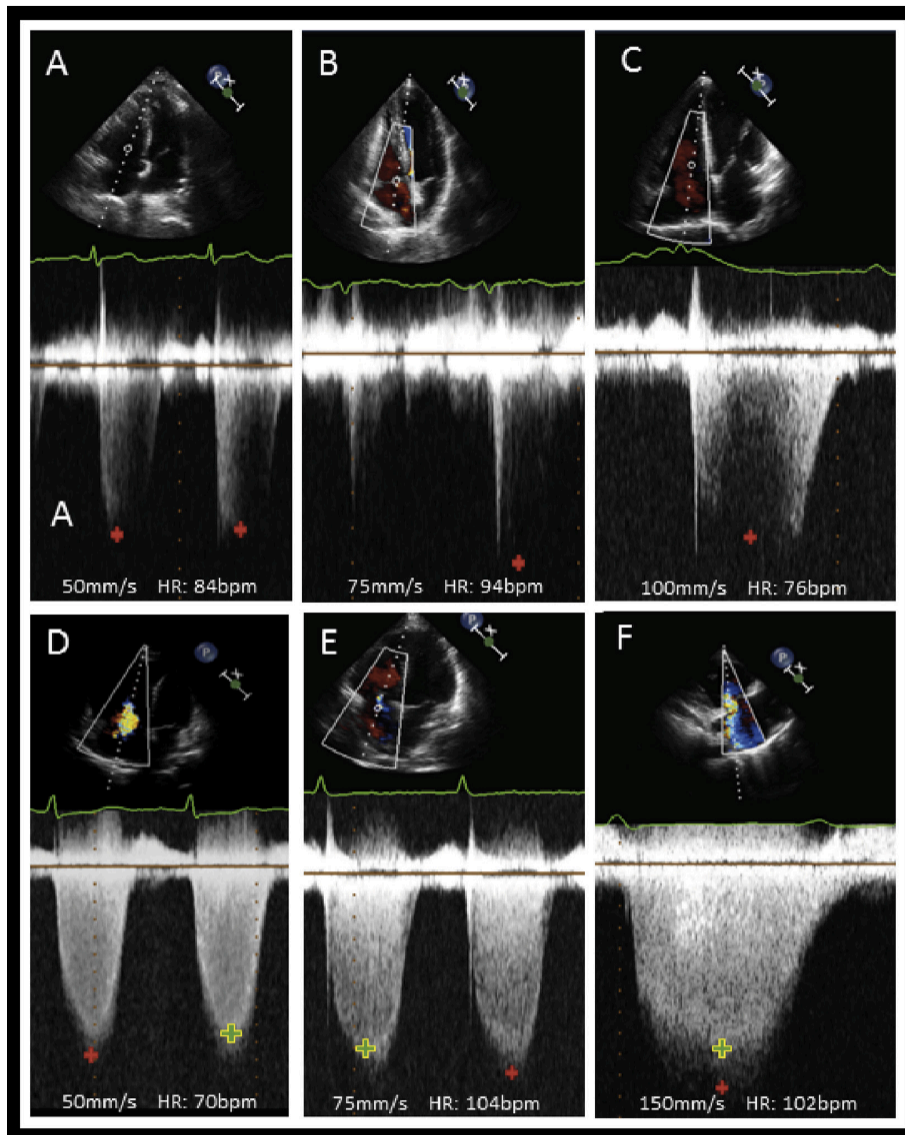 A
B
C
A
50mm/s HR: 84bpm
75mm/s HR: 94bpm
100mm/s HR: 76bpm
D
E
F
50mm/s HR: 70bpm
75mm/s HR: 104bpm
150mm/s HR: 102bpm